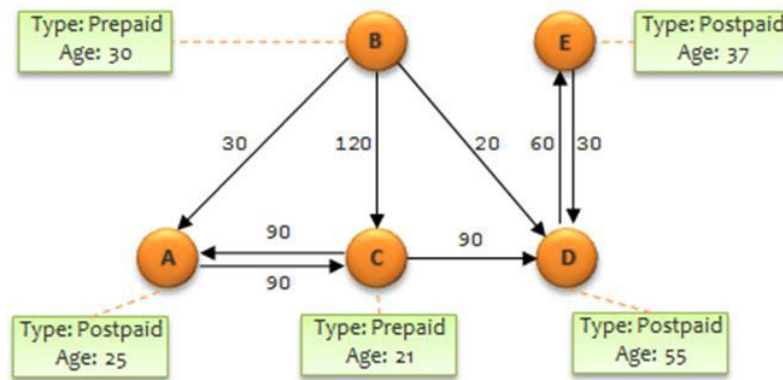 Type: Prepaid
Age: 30
B
E
Type: Postpaid
Age: 37
30
120
20
60
30
A
90
90
C
90
D
Type: Postpaid
Age: 25
Type: Prepaid
Age: 21
Type: Postpaid
Age: 55